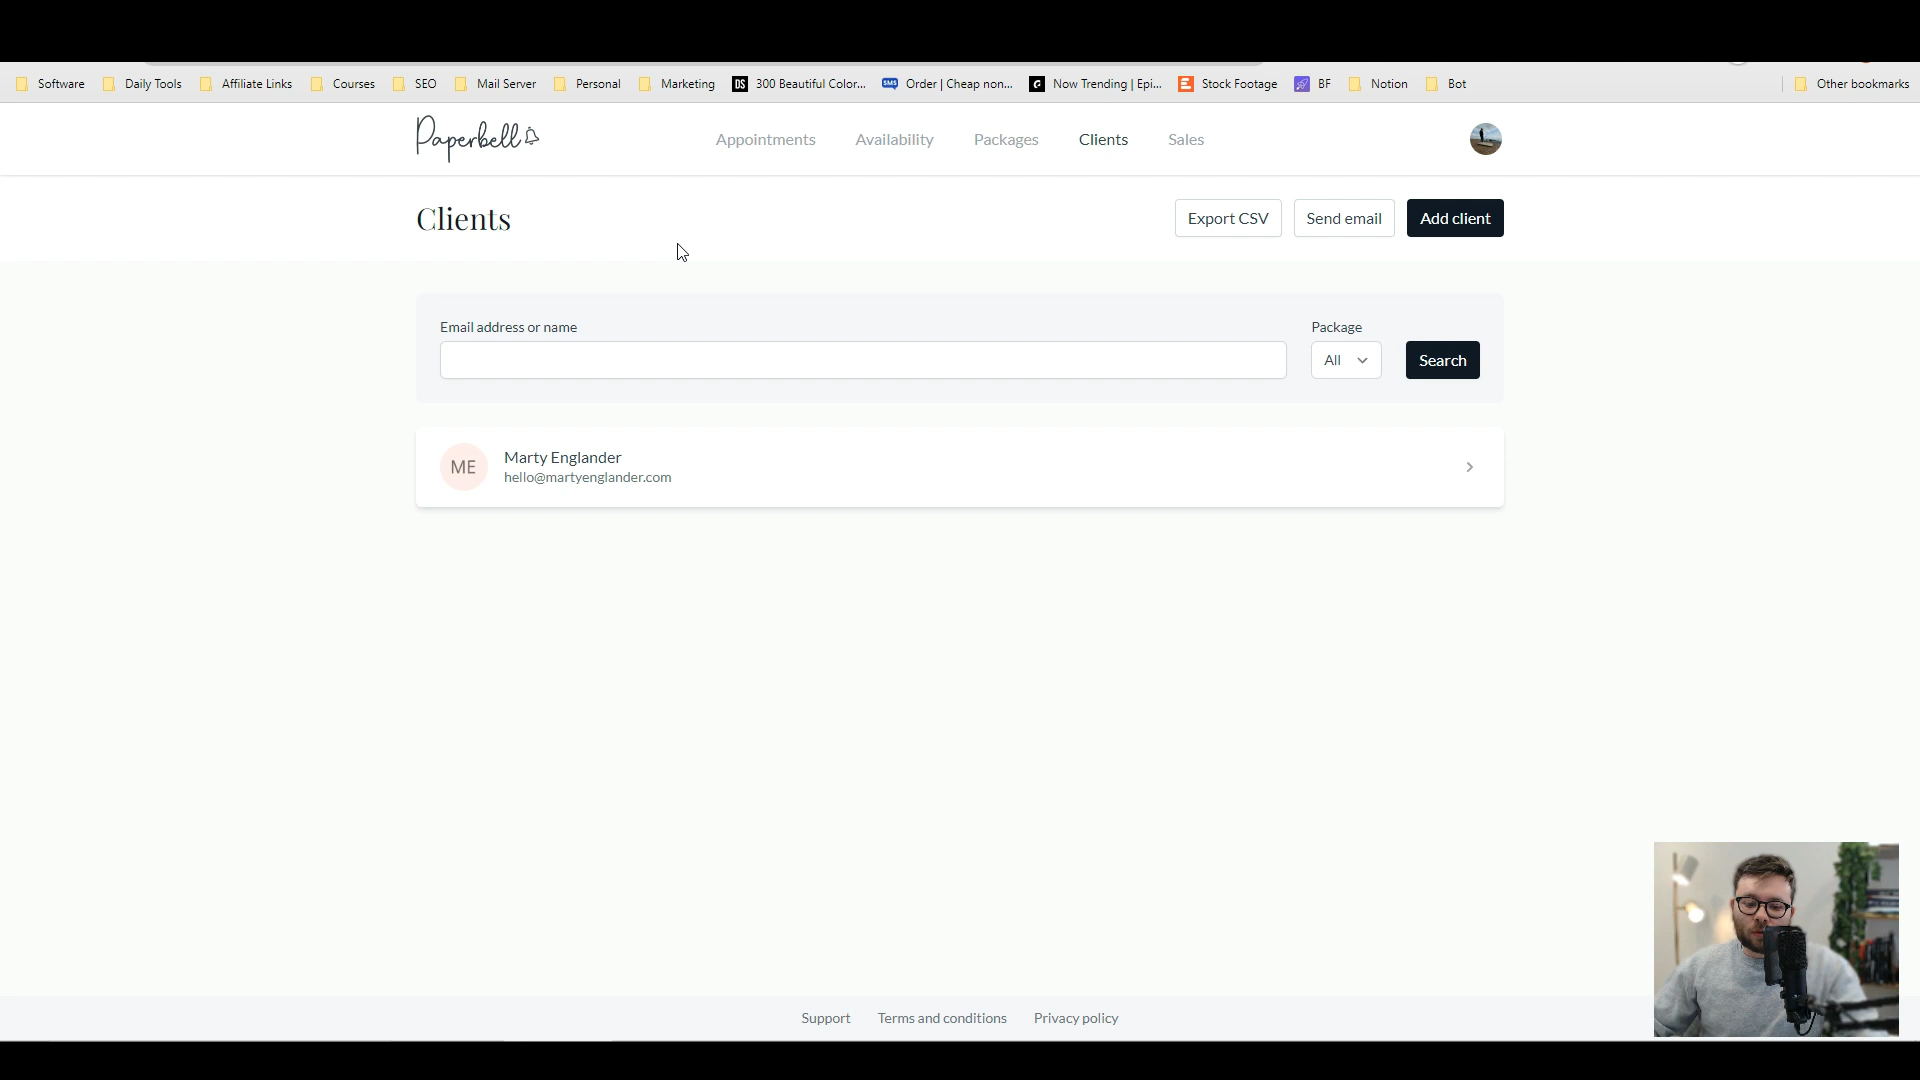 Software Daily Tools Affiliate Links Courses SEO Mail Server Personal Marketing DS 300 Beautiful Color... SMS Order | Cheap non... Now Trending | Epi... Stock Footage BF Notion Bot Other bookmarks
Paperbell Appointments Availability Packages Clients Sales
Clients Export CSV Send email Add client
Email address or name Package
All Search
ME Marty Englander
hello@martyenglander.com
Support Terms and conditions Privacy policy